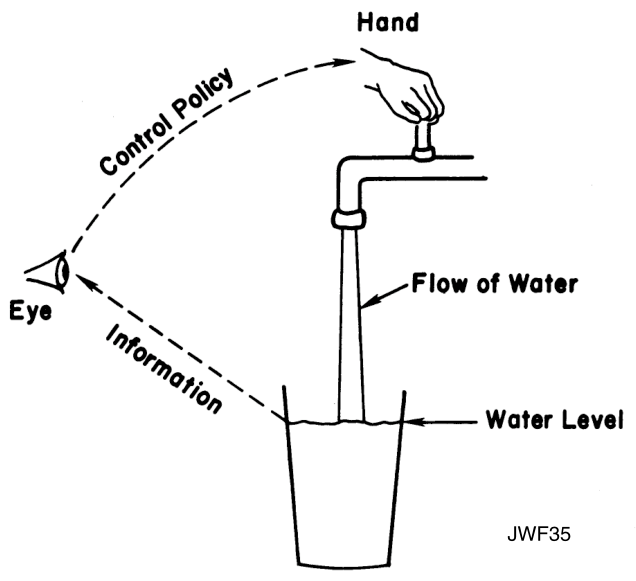 Hand
Control Policy
Eye
Flow of Water
Information
Water Level
JWF35